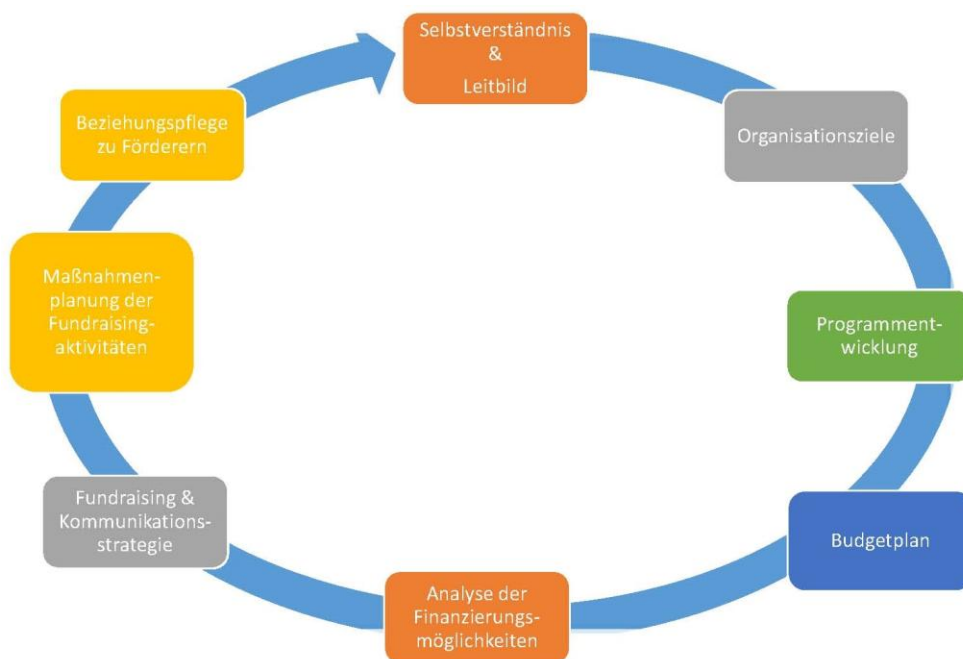 Selbstverständnis
&
Leitbild
Organisationsziele
Programment-
wicklung
Budgetplan
Analyse der
Finanzierungs-
möglichkeiten
Fundraising &
Kommunikations-
strategie
Maßnahmen-
planung der
Fundraising-
aktivitäten
Beziehungspflege
zu Förderern